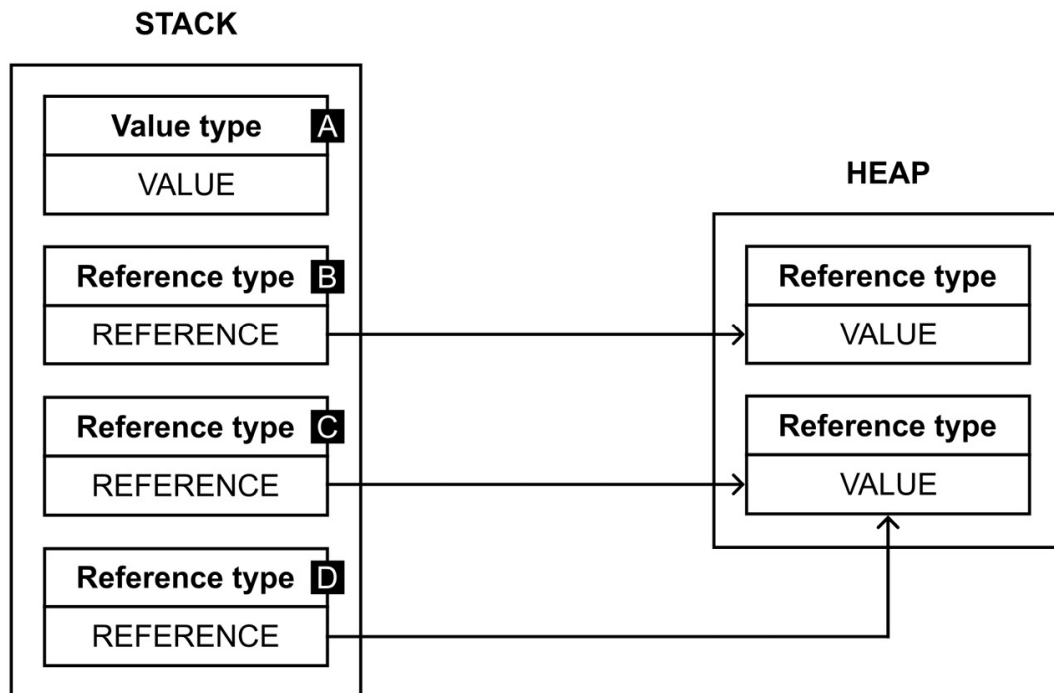 STACK
Value type A
VALUE
Reference type B
REFERENCE
Reference type C
REFERENCE
Reference type D
REFERENCE
HEAP
Reference type
VALUE
Reference type
VALUE